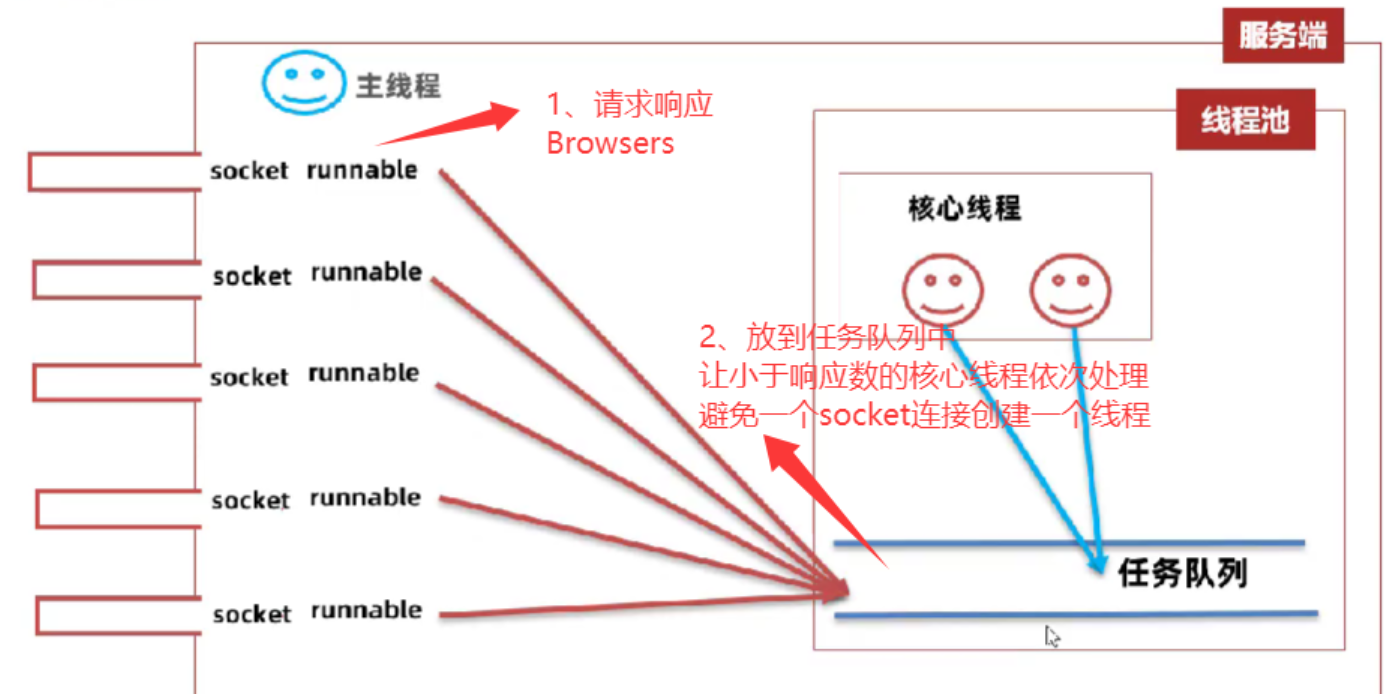 服务端
主线程
1、请求响应
Browsers
线程池
socket runnable
核心线程
socket runnable
2、放到任务队列中
让小于响应数的核心线程依次处理
避免一个socket连接创建一个线程
socket runnable
socket runnable
任务队列
socket runnable